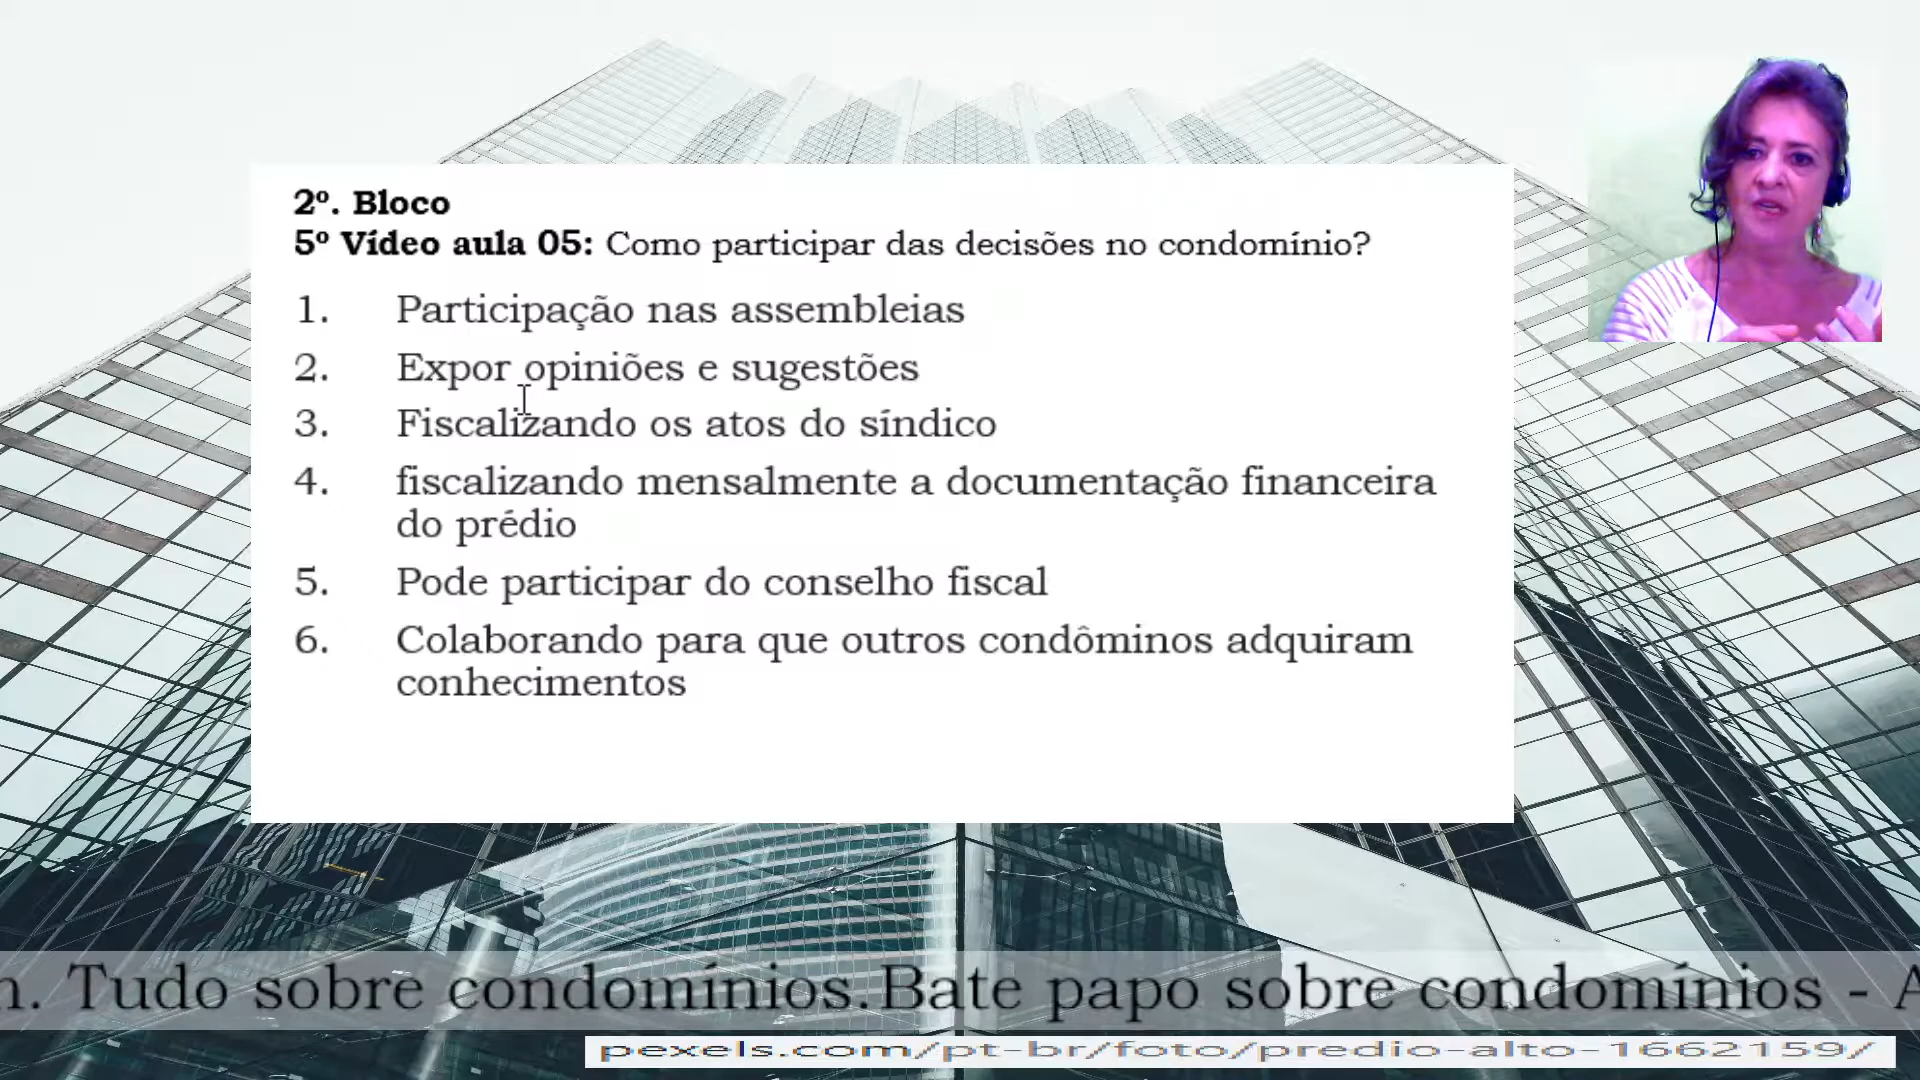 2º. Bloco
5º Vídeo aula 05: Como participar das decisões no condomínio?
1. Participação nas assembleias
2. Expor opiniões e sugestões
3. Fiscalizando os atos do síndico
4. fiscalizando mensalmente a documentação financeira
do prédio
5. Pode participar do conselho fiscal
6. Colaborando para que outros condôminos adquiram
conhecimentos
. Tudo sobre condomínios.Bate papo sobre condomínios - A
pexels.com/pt-br/foto/predio-alto-1662159/